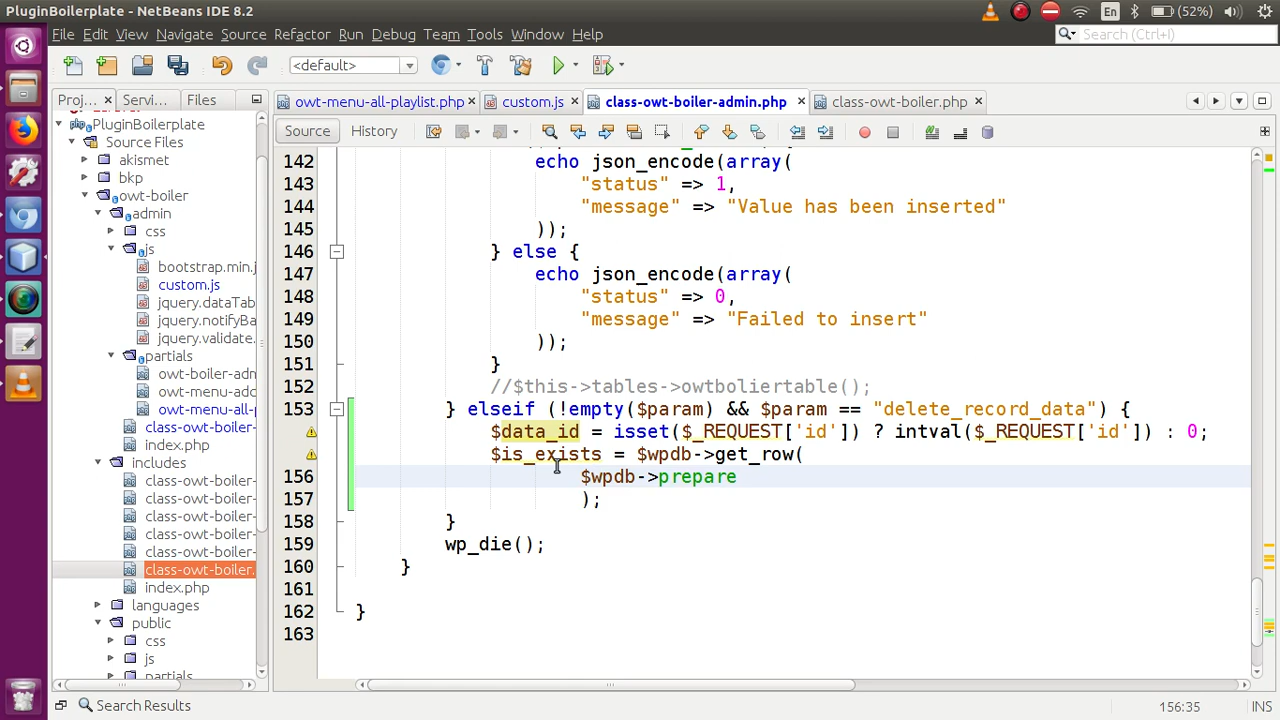 PluginBoilerplate - NetBeans IDE 8.2
En
(52%)
File Edit View Navigate Source Refactor Run Debug Team Tools Window Help
Search (Ctrl+I)
<default>
Proj... Servi... Files
owt-menu-all-playlist.php custom.js class-owt-boiler-admin.php class-owt-boiler.php
Source History
PluginBoilerplate
Source Files
akismet
bkp
owt-boiler
admin
css
js
bootstrap.min.j
custom.js
jquery.dataTab
jquery.notifyBa
jquery.validate.
partials
owt-boiler-adn
owt-menu-add
owt-menu-all-p
class-owt-boiler-
index.php
includes
class-owt-boiler-
class-owt-boiler-
class-owt-boiler-
class-owt-boiler-
class-owt-boiler-
class-owt-boiler.
index.php
languages
public
css
js
partials
142 echo json_encode(array(
143 "status" => 1,
144 "message" => "Value has been inserted"
145 ));
146 } else {
147 echo json_encode(array(
148 "status" => 0,
149 "message" => "Failed to insert"
150 ));
151 }
152 //$this->tables->owtboliertable();
153 } elseif (!empty($param) && $param == "delete_record_data") {
$data_id = isset($_REQUEST['id']) ? intval($_REQUEST['id']) : 0;
$is_exists = $wpdb->get_row(
156 $wpdb->prepare
157 );
158 }
159 wp_die();
160 }
161
162 }
163
Search Results
156:35 INS